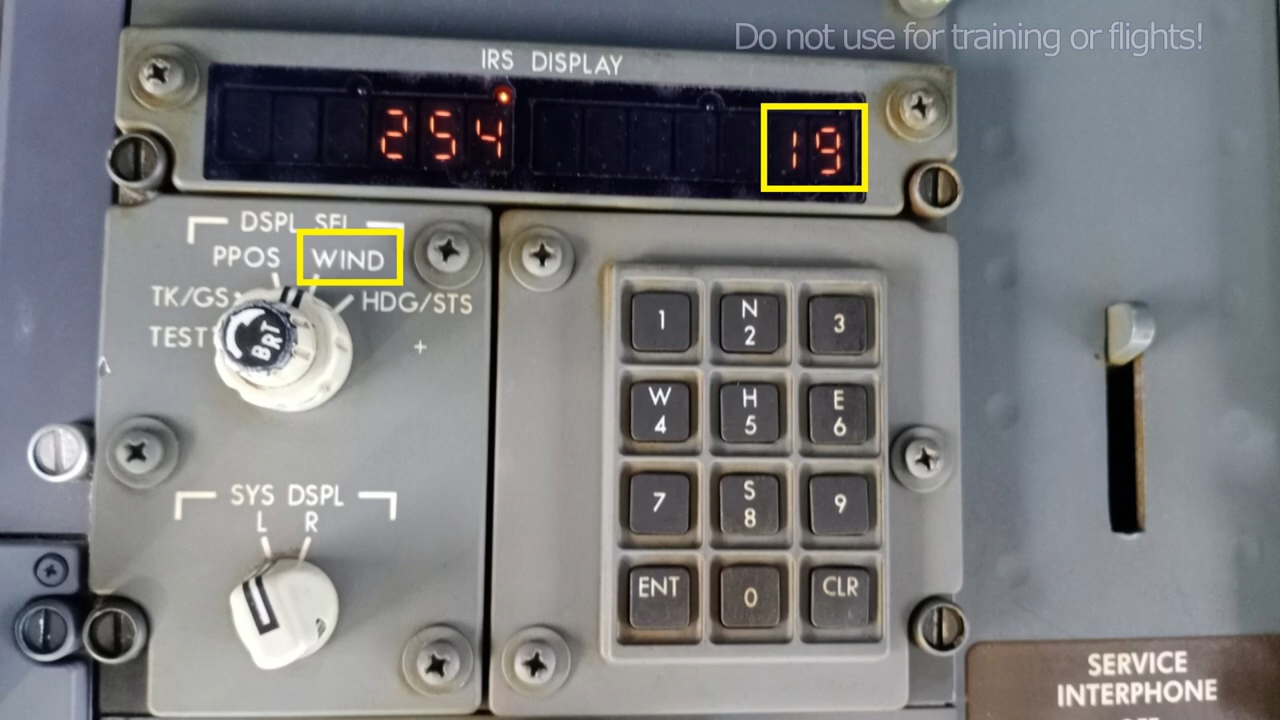 Do not use for training or flights!
IRS DISPLAY
254 19
DSPL SEL
PPOS WIND
TK/GS HDG/STS
TEST
BRT
+
SYS DSPL
L R
1 N 2 3
W 4 H 5 E 6
7 S 8 9
ENT 0 CLR
SERVICE
INTERPHONE